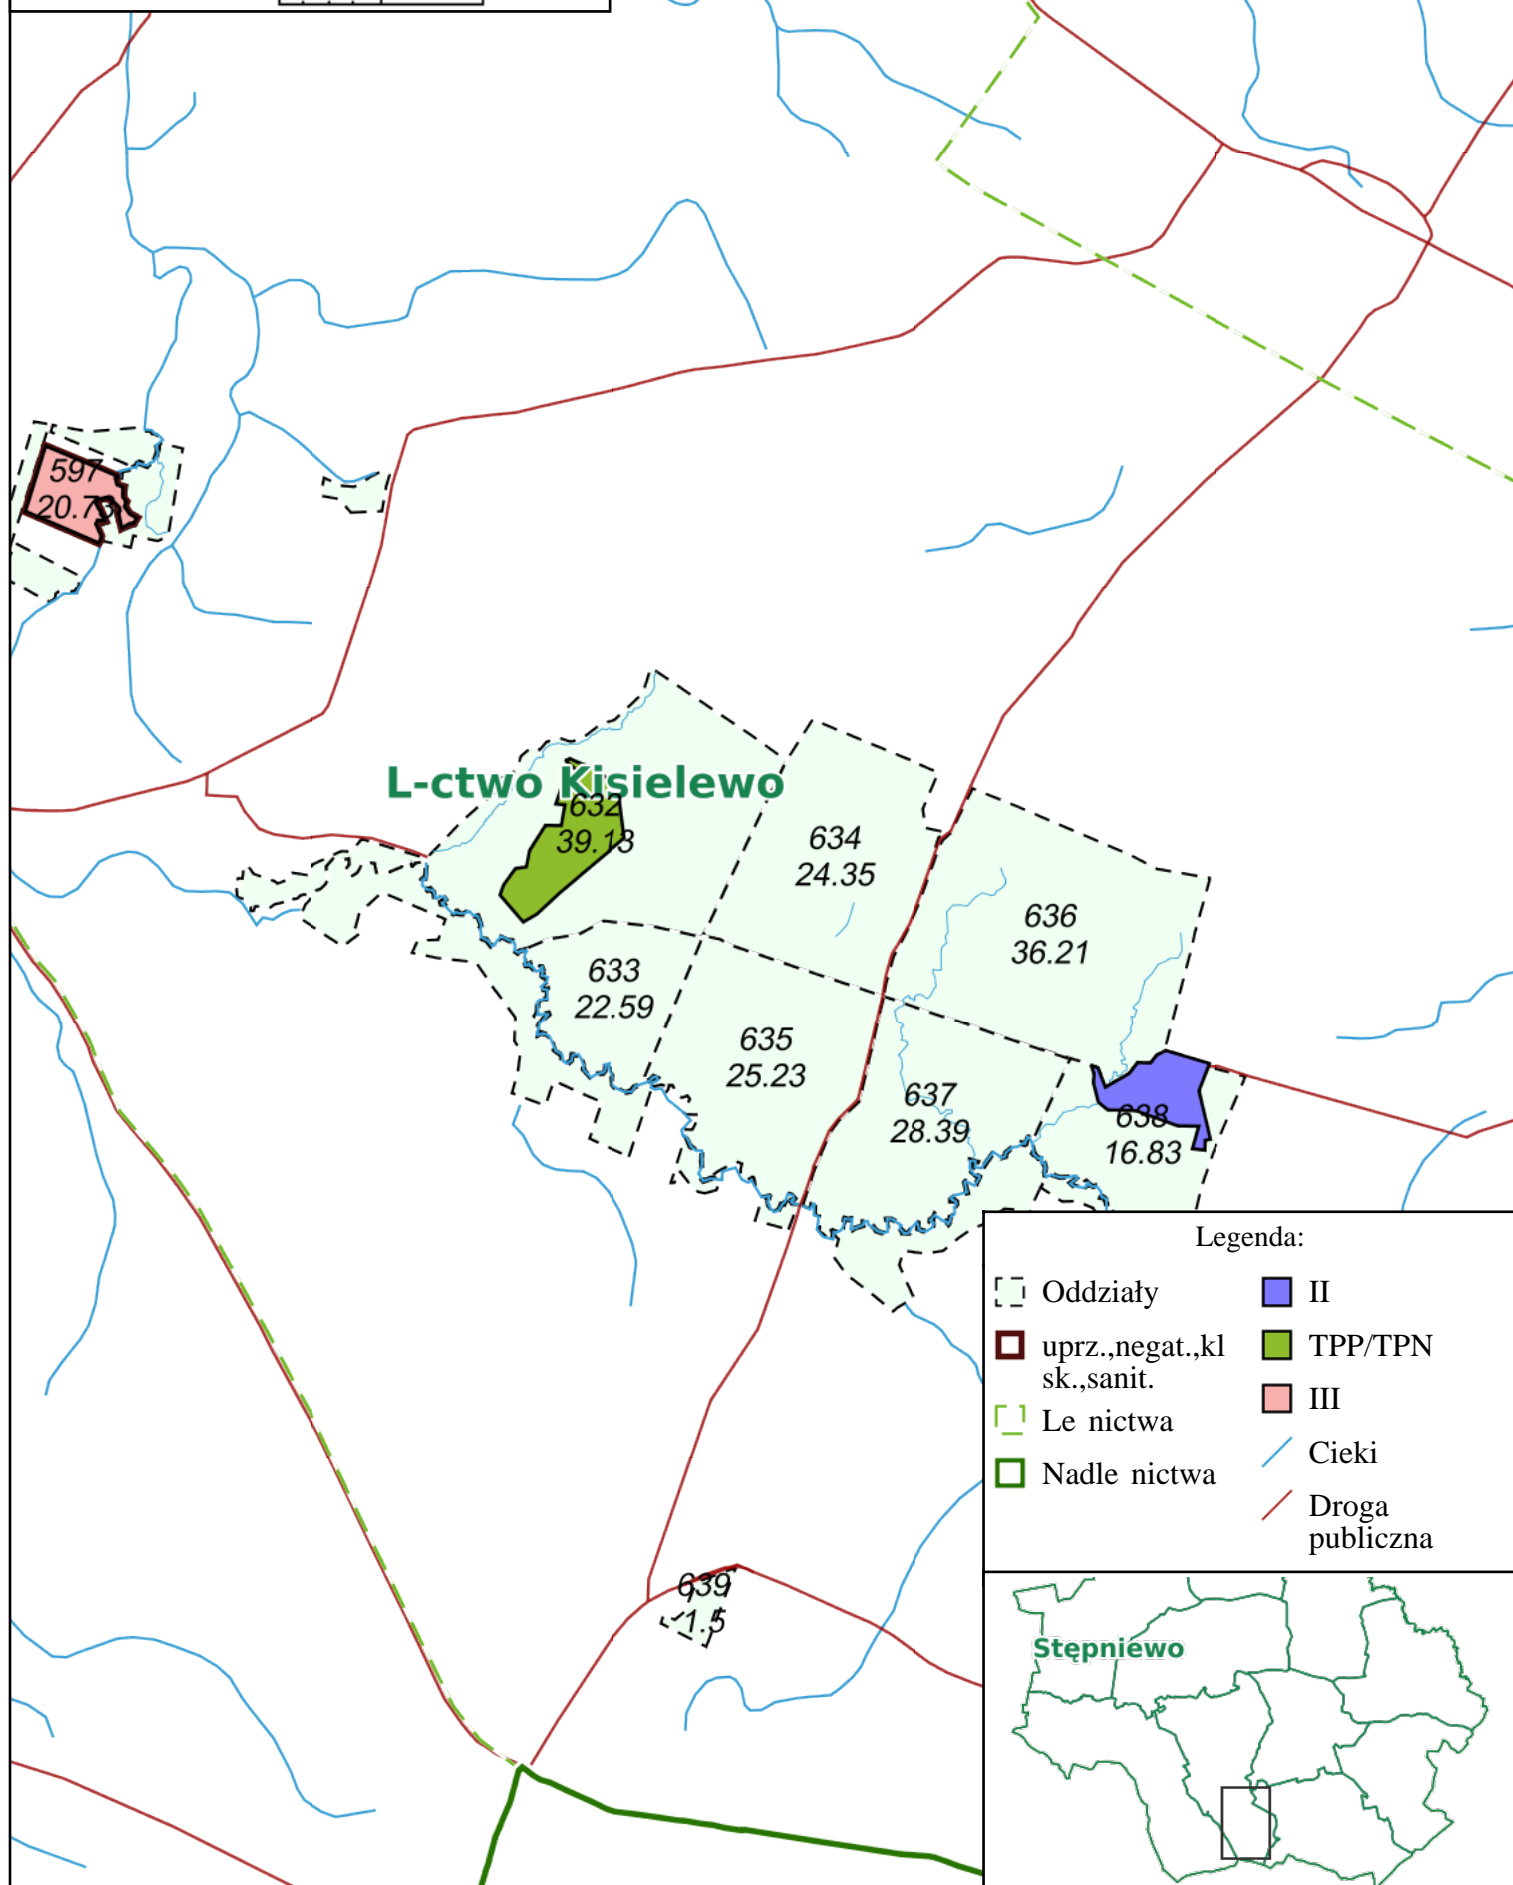 597
20.73
L-ctwo Kisielewo
632
39.13
634
24.35
636
36.21
633
22.59
635
25.23
637
28.39
638
16.83
Legenda:
Oddziały
uprz.,negat.,kl
sk.,sanit.
Le nictwa
Nadle nictwa
II
TPP/TPN
III
Cieki
Droga
publiczna
639
1.5
Stępniewo